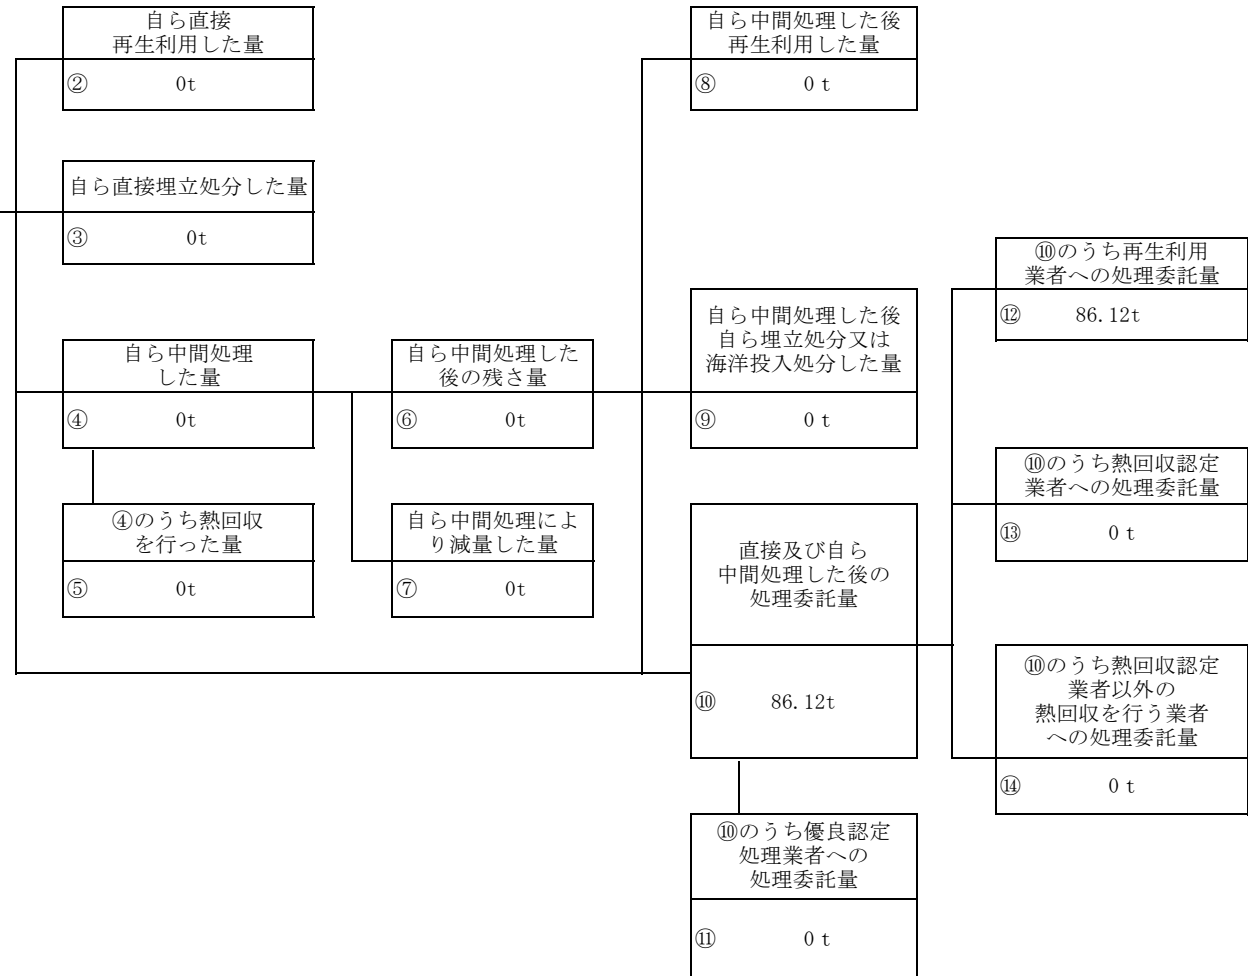 自ら直接
再生利用した量
② 0t
自ら直接埋立処分した量
③ 0t
自ら中間処理
した量
④ 0t
④のうち熱回収
を行った量
⑤ 0t
自ら中間処理した
後の残さ量
⑥ 0t
自ら中間処理によ
り減量した量
⑦ 0t
自ら中間処理した後
再生利用した量
⑧ 0t
自ら中間処理した後
自ら埋立処分又は
海洋投入処分した量
⑨ 0t
直接及び自ら
中間処理した後の
処理委託量
⑩ 86.12t
⑩のうち優良認定
処理業者への
処理委託量
⑪ 0t
⑩のうち再生利用
業者への処理委託量
⑫ 86.12t
⑩のうち熱回収認定
業者への処理委託量
⑬ 0t
⑩のうち熱回収認定
業者以外の
熱回収を行う業者
への処理委託量
⑭ 0t